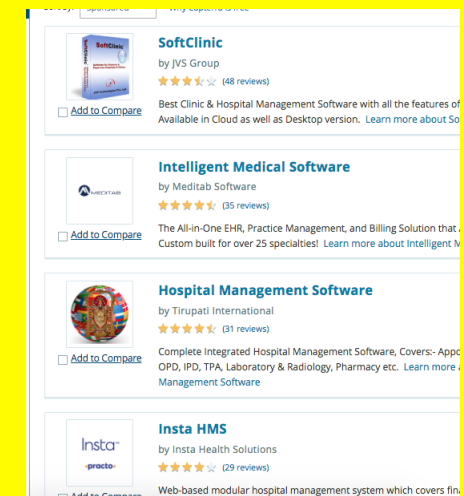 Sponsored
SoftClinic
SoftClinic
by JVS Group
(48 reviews)
Add to Compare
Best Clinic & Hospital Management Software with all the features of
Available in Cloud as well as Desktop version. Learn more about So
Intelligent Medical Software
MEDITAB
by Meditab Software
(35 reviews)
The All-in-One EHR, Practice Management, and Billing Solution that
Add to Compare
Custom built for over 25 specialties! Learn more about Intelligent M
Hospital Management Software
by Tirupati International
(31 reviews)
Complete Integrated Hospital Management Software, Covers:- Appo
Add to Compare
OPD, IPD, TPA, Laboratory & Radiology, Pharmacy etc. Learn more
Management Software
Insta HMS
Insta
by Insta Health Solutions
•practo•
(29 reviews)
Web-based modular hospital management system which covers fin
Add to Compare